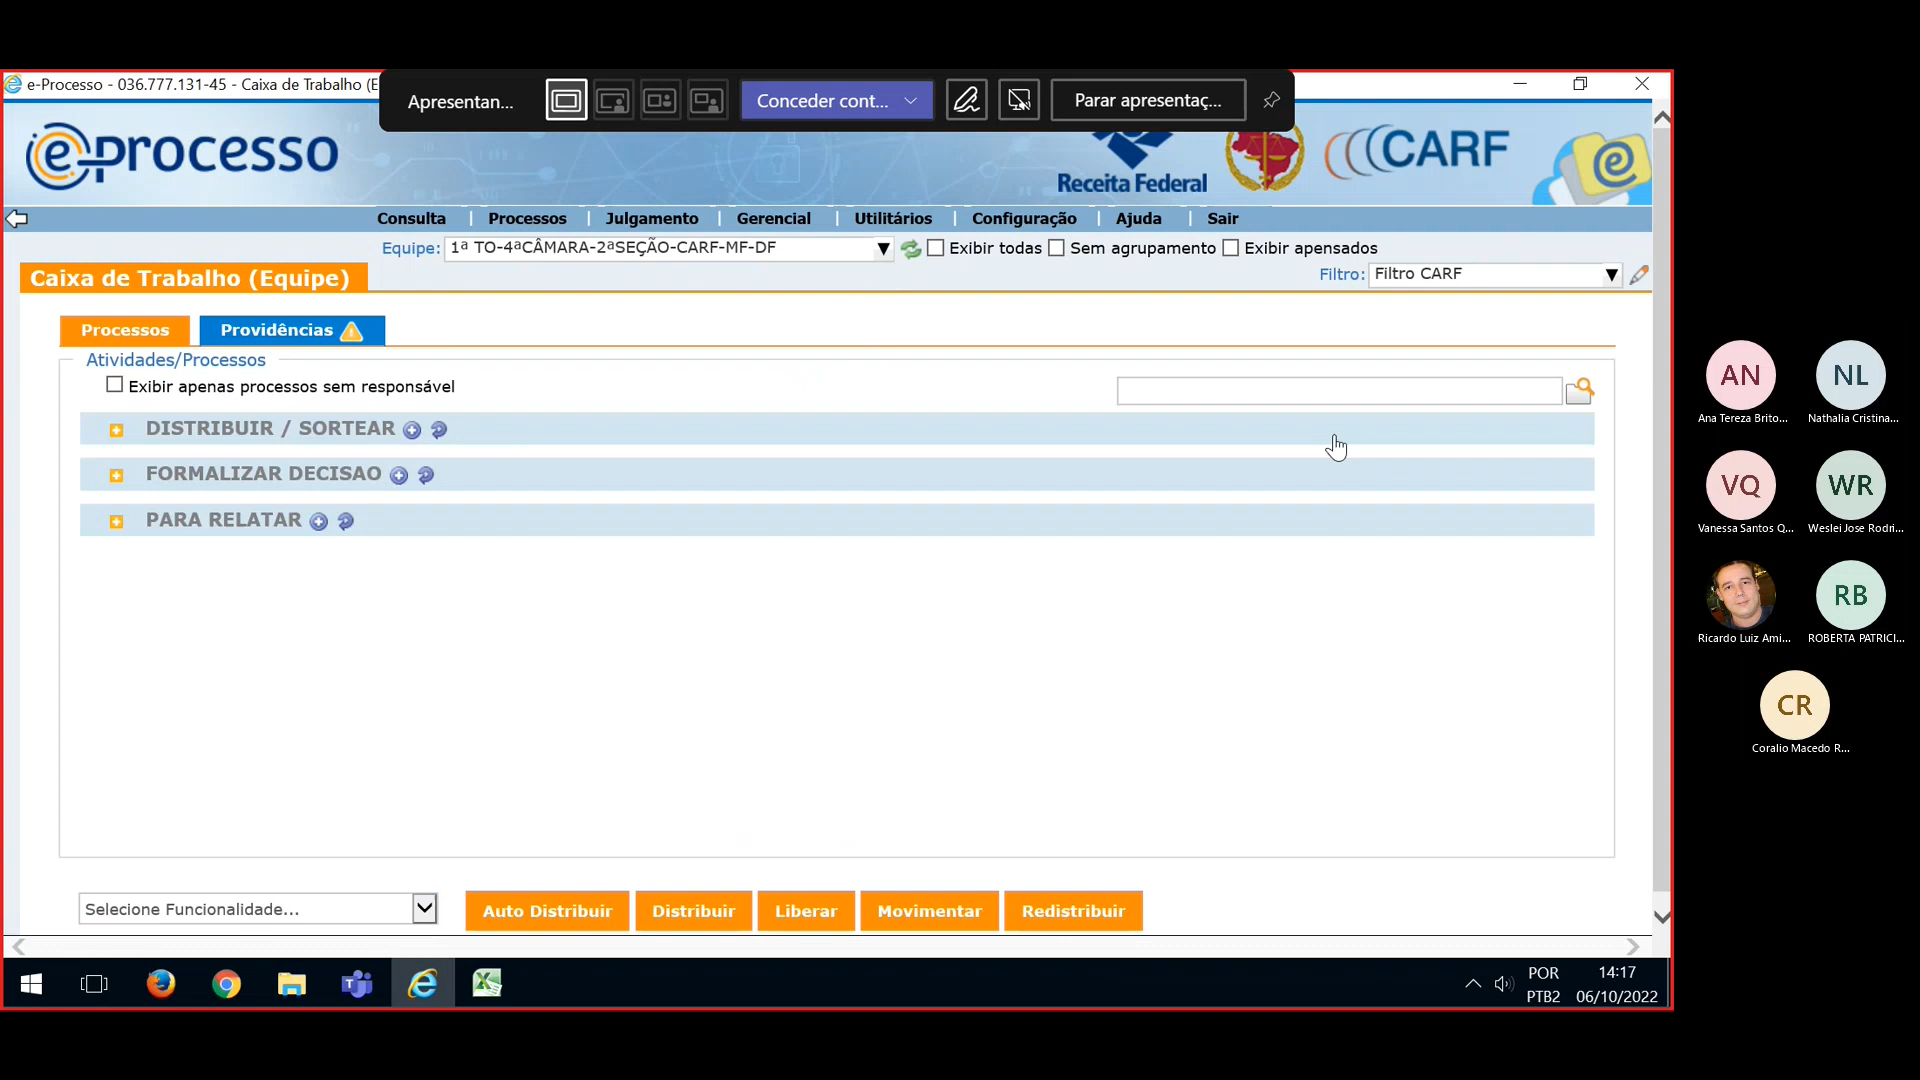 e-Processo - 036.777.131-45 - Caixa de Trabalho (E
Apresentan...
Conceder cont...
Parar apresentaç...
e-processo
Receita Federal
CARF
Consulta | Processos | Julgamento | Gerencial | Utilitários | Configuração | Ajuda | Sair
Equipe: 1ª TO-4ªCÂMARA-2ªSEÇÃO-CARF-MF-DF Exibir todas Sem agrupamento Exibir apensados
Filtro: Filtro CARF
Caixa de Trabalho (Equipe)
Processos Providências
Atividades/Processos
Exibir apenas processos sem responsável
DISTRIBUIR / SORTEAR
FORMALIZAR DECISAO
PARA RELATAR
Selecione Funcionalidade... Auto Distribuir Distribuir Liberar Movimentar Redistribuir
POR
PTB2
14:17
06/10/2022
AN
Ana Tereza Brito...
NL
Nathalia Cristina...
VQ
Vanessa Santos Q...
WR
Weslei Jose Rodri...
Ricardo Luiz Ami...
RB
ROBERTA PATRICI...
CR
Coralio Macedo R...